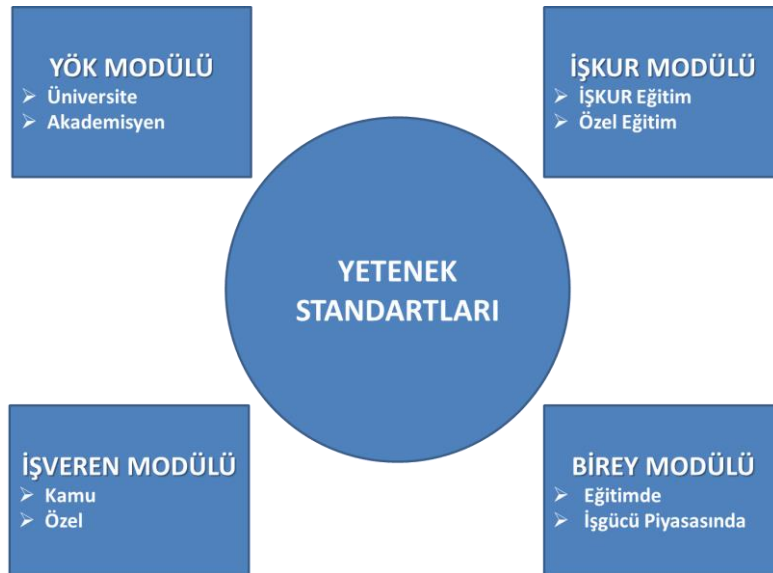 YÖK MODÜLÜ
➢ Üniversite
➢ Akademisyen
İŞKUR MODÜLÜ
➢ İŞKUR Eğitim
➢ Özel Eğitim
YETENEK
STANDARTLARI
İŞVEREN MODÜLÜ
➢ Kamu
➢ Özel
BİREY MODÜLÜ
➢ Eğitimde
➢ İşgücü Piyasasında